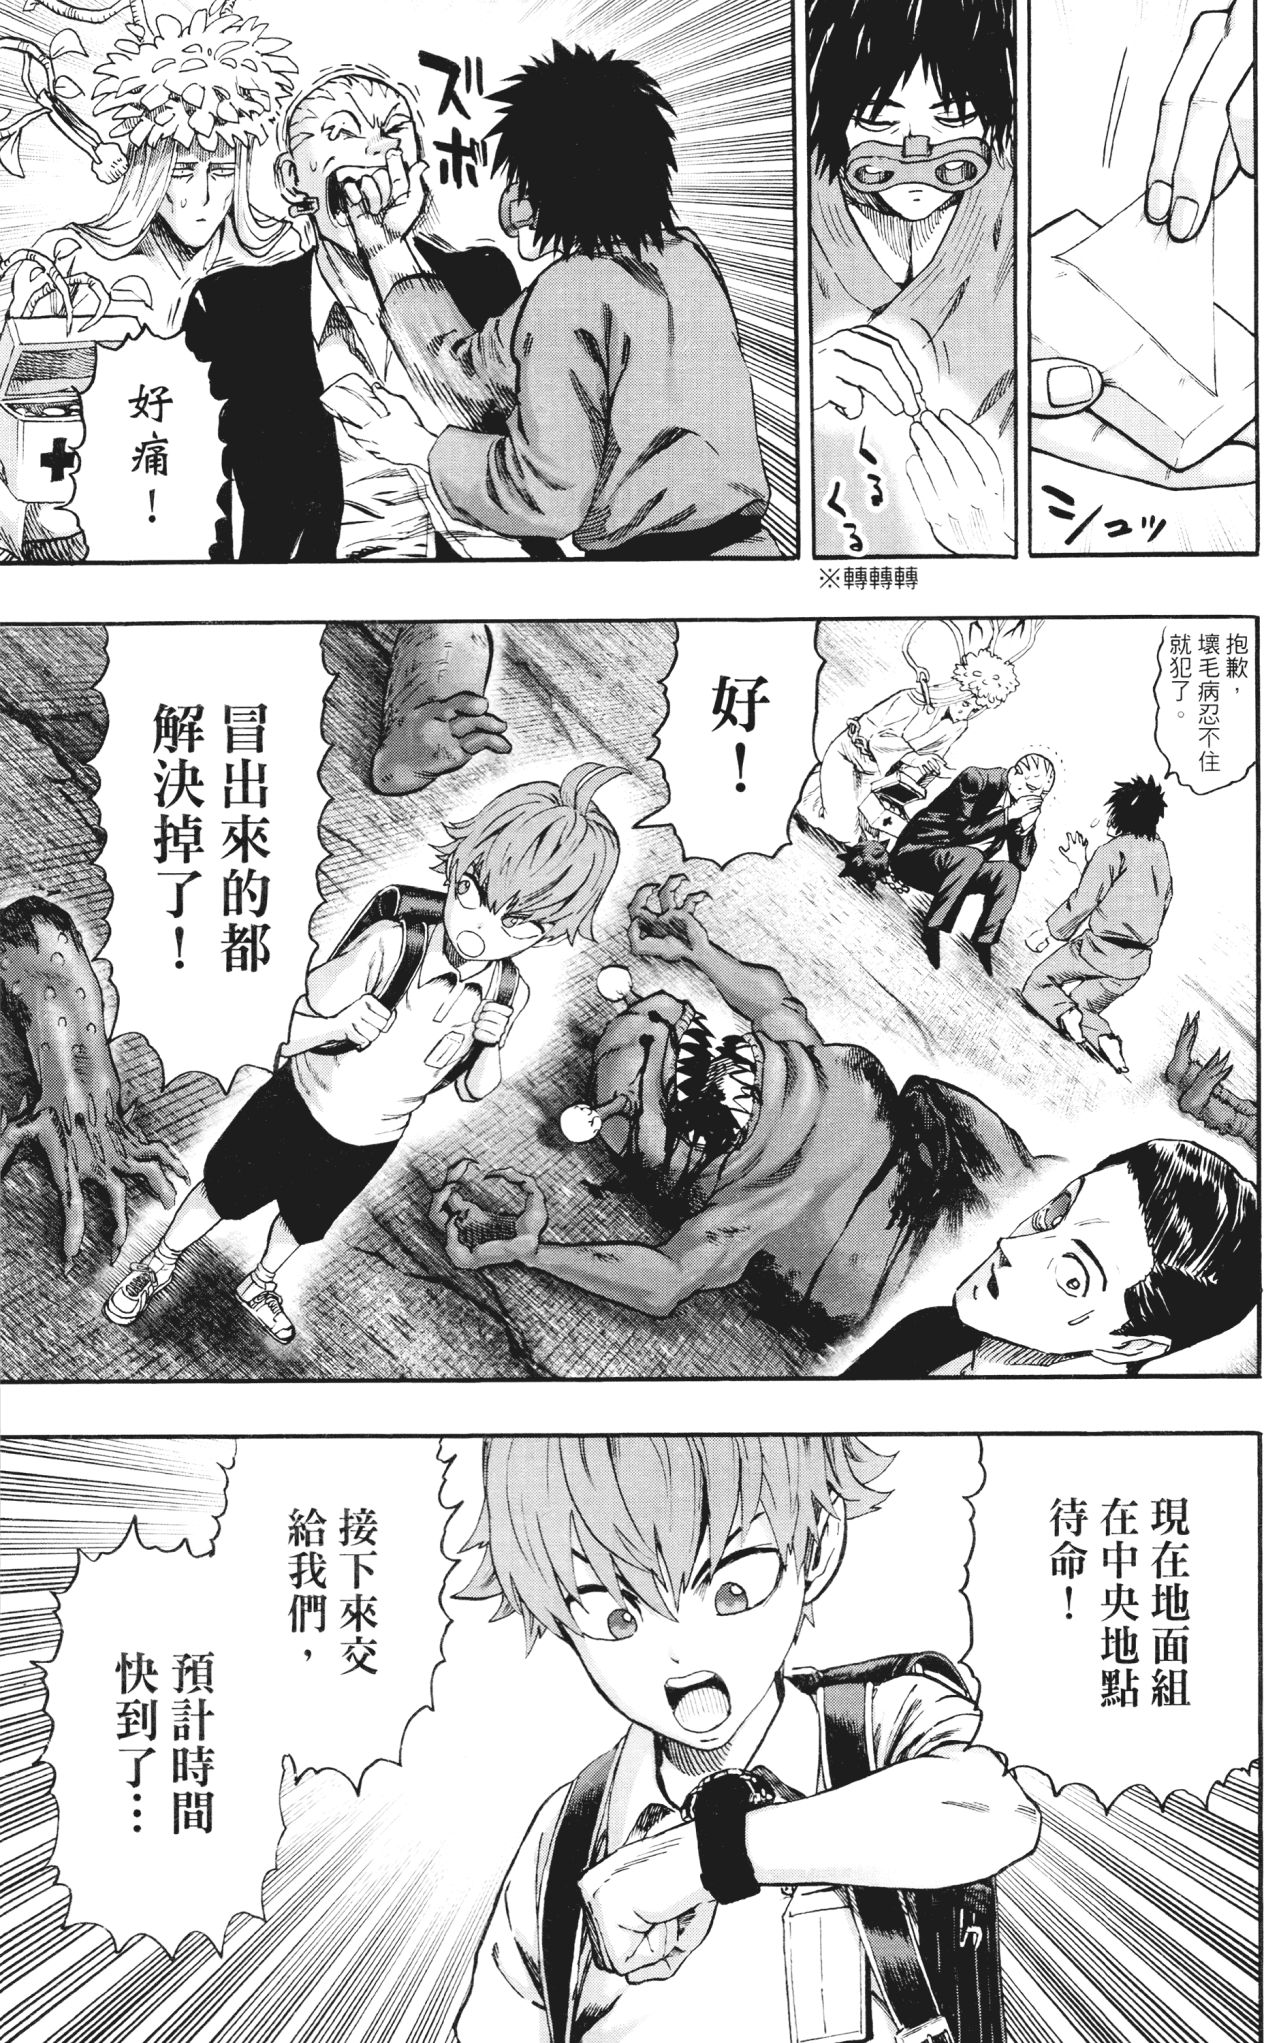 シュッ
くる
くる
※轉轉轉
ズボ
好痛！
抱歉，
壞毛病忍不住
就犯了。
好！
冒出來的都
解決掉了！
現在地面組
在中央地點
待命！
接下來交
給我們，
預計時間
快到了…